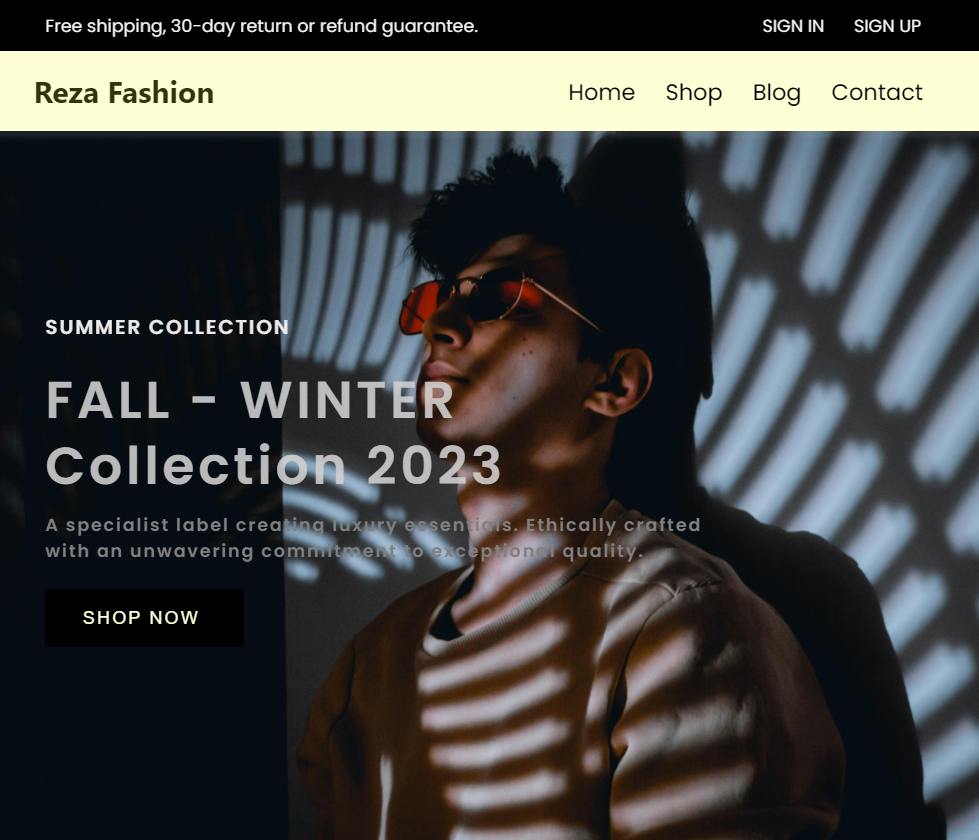 Free shipping, 30-day return or refund guarantee. SIGN IN SIGN UP
Reza Fashion Home Shop Blog Contact
SUMMER COLLECTION
FALL - WINTER
Collection 2023
A specialist label creating luxury essentials. Ethically crafted
with an unwavering commitment to exceptional quality.
SHOP NOW